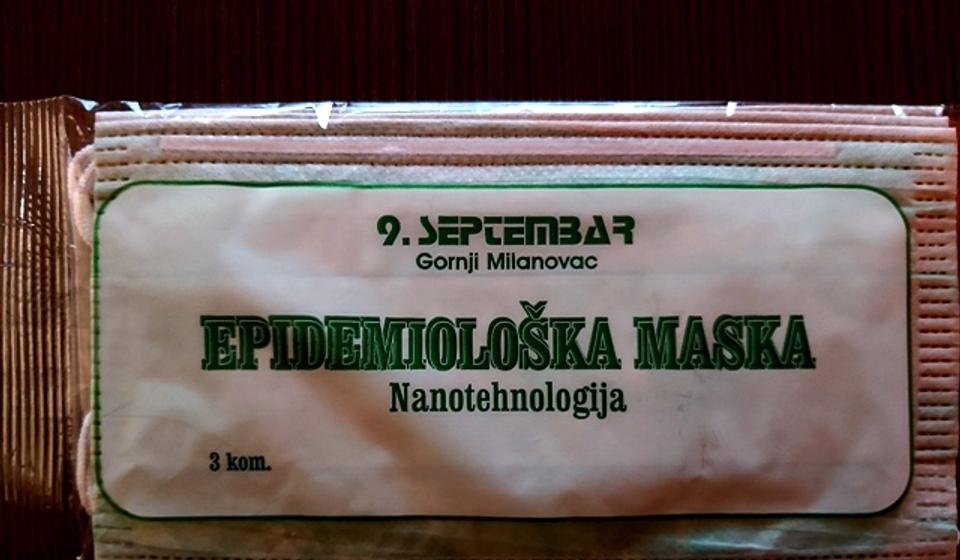 9. SEPTEMBAR
Gornji Milanovac
EPIDEMIOLOŠKA MASKA
Nanotehnologija
3 kom.